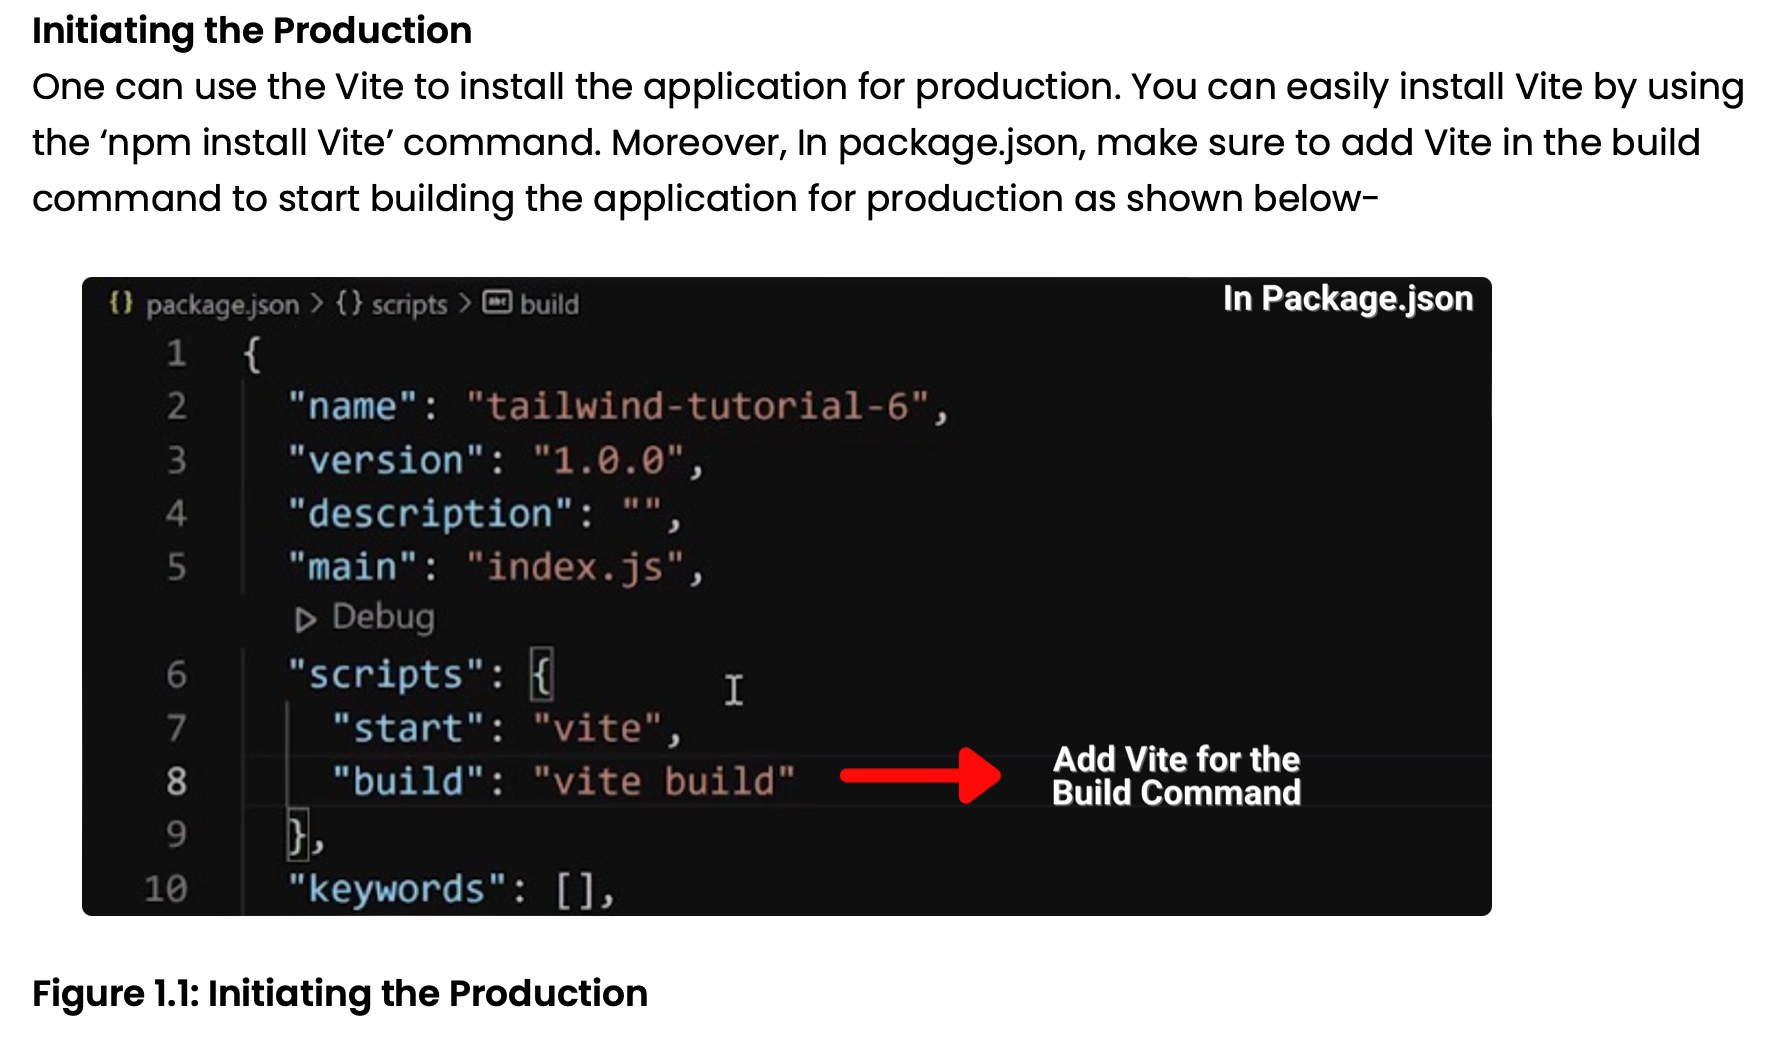 Initiating the Production
One can use the Vite to install the application for production. You can easily install Vite by using
the ‘npm install Vite’ command. Moreover, In package.json, make sure to add Vite in the build
command to start building the application for production as shown below-
{} package.json > {} scripts > abc build
In Package.json
1 {
2 "name": "tailwind-tutorial-6",
3 "version": "1.0.0",
4 "description": "",
5 "main": "index.js",
Debug
6 "scripts": {
7 "start": "vite",
8 "build": "vite build"
Add Vite for the
Build Command
9 },
10 "keywords": [],
Figure 1.1: Initiating the Production